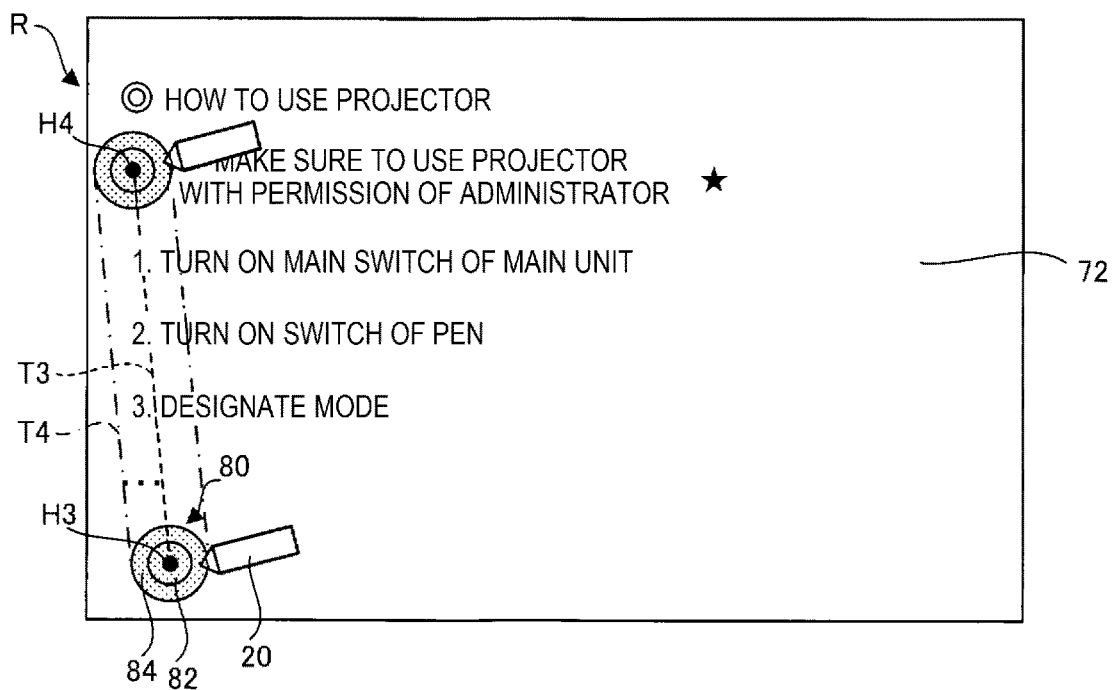 R
HOW TO USE PROJECTOR
H4
MAKE SURE TO USE PROJECTOR
WITH PERMISSION OF ADMINISTRATOR
1. TURN ON MAIN SWITCH OF MAIN UNIT
72
2. TURN ON SWITCH OF PEN
T3
3. DESIGNATE MODE
T4
80
H3
84
82
20